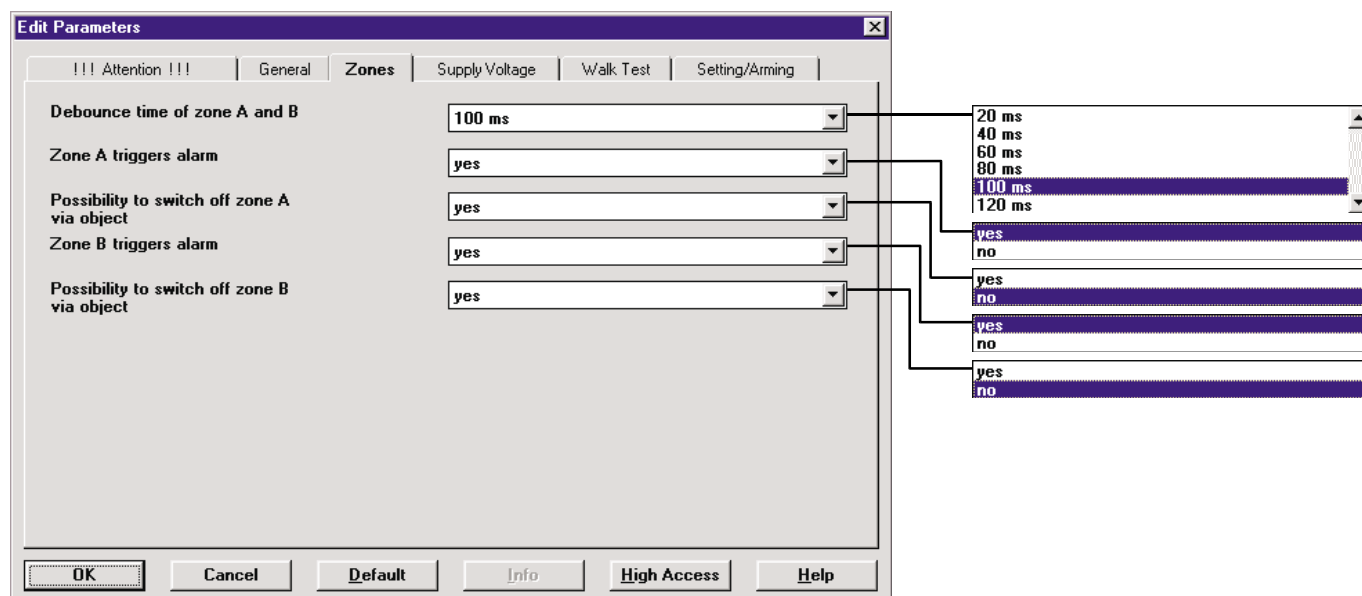 Edit Parameters
!!! Attention !!! General Zones Supply Voltage Walk Test Setting/Arming
Debounce time of zone A and B 100 ms
Zone A triggers alarm yes
Possibility to switch off zone A
via object yes
Zone B triggers alarm yes
Possibility to switch off zone B
via object yes
20 ms
40 ms
60 ms
80 ms
100 ms
120 ms
yes
no
yes
no
yes
no
yes
no
OK Cancel Default Info High Access Help